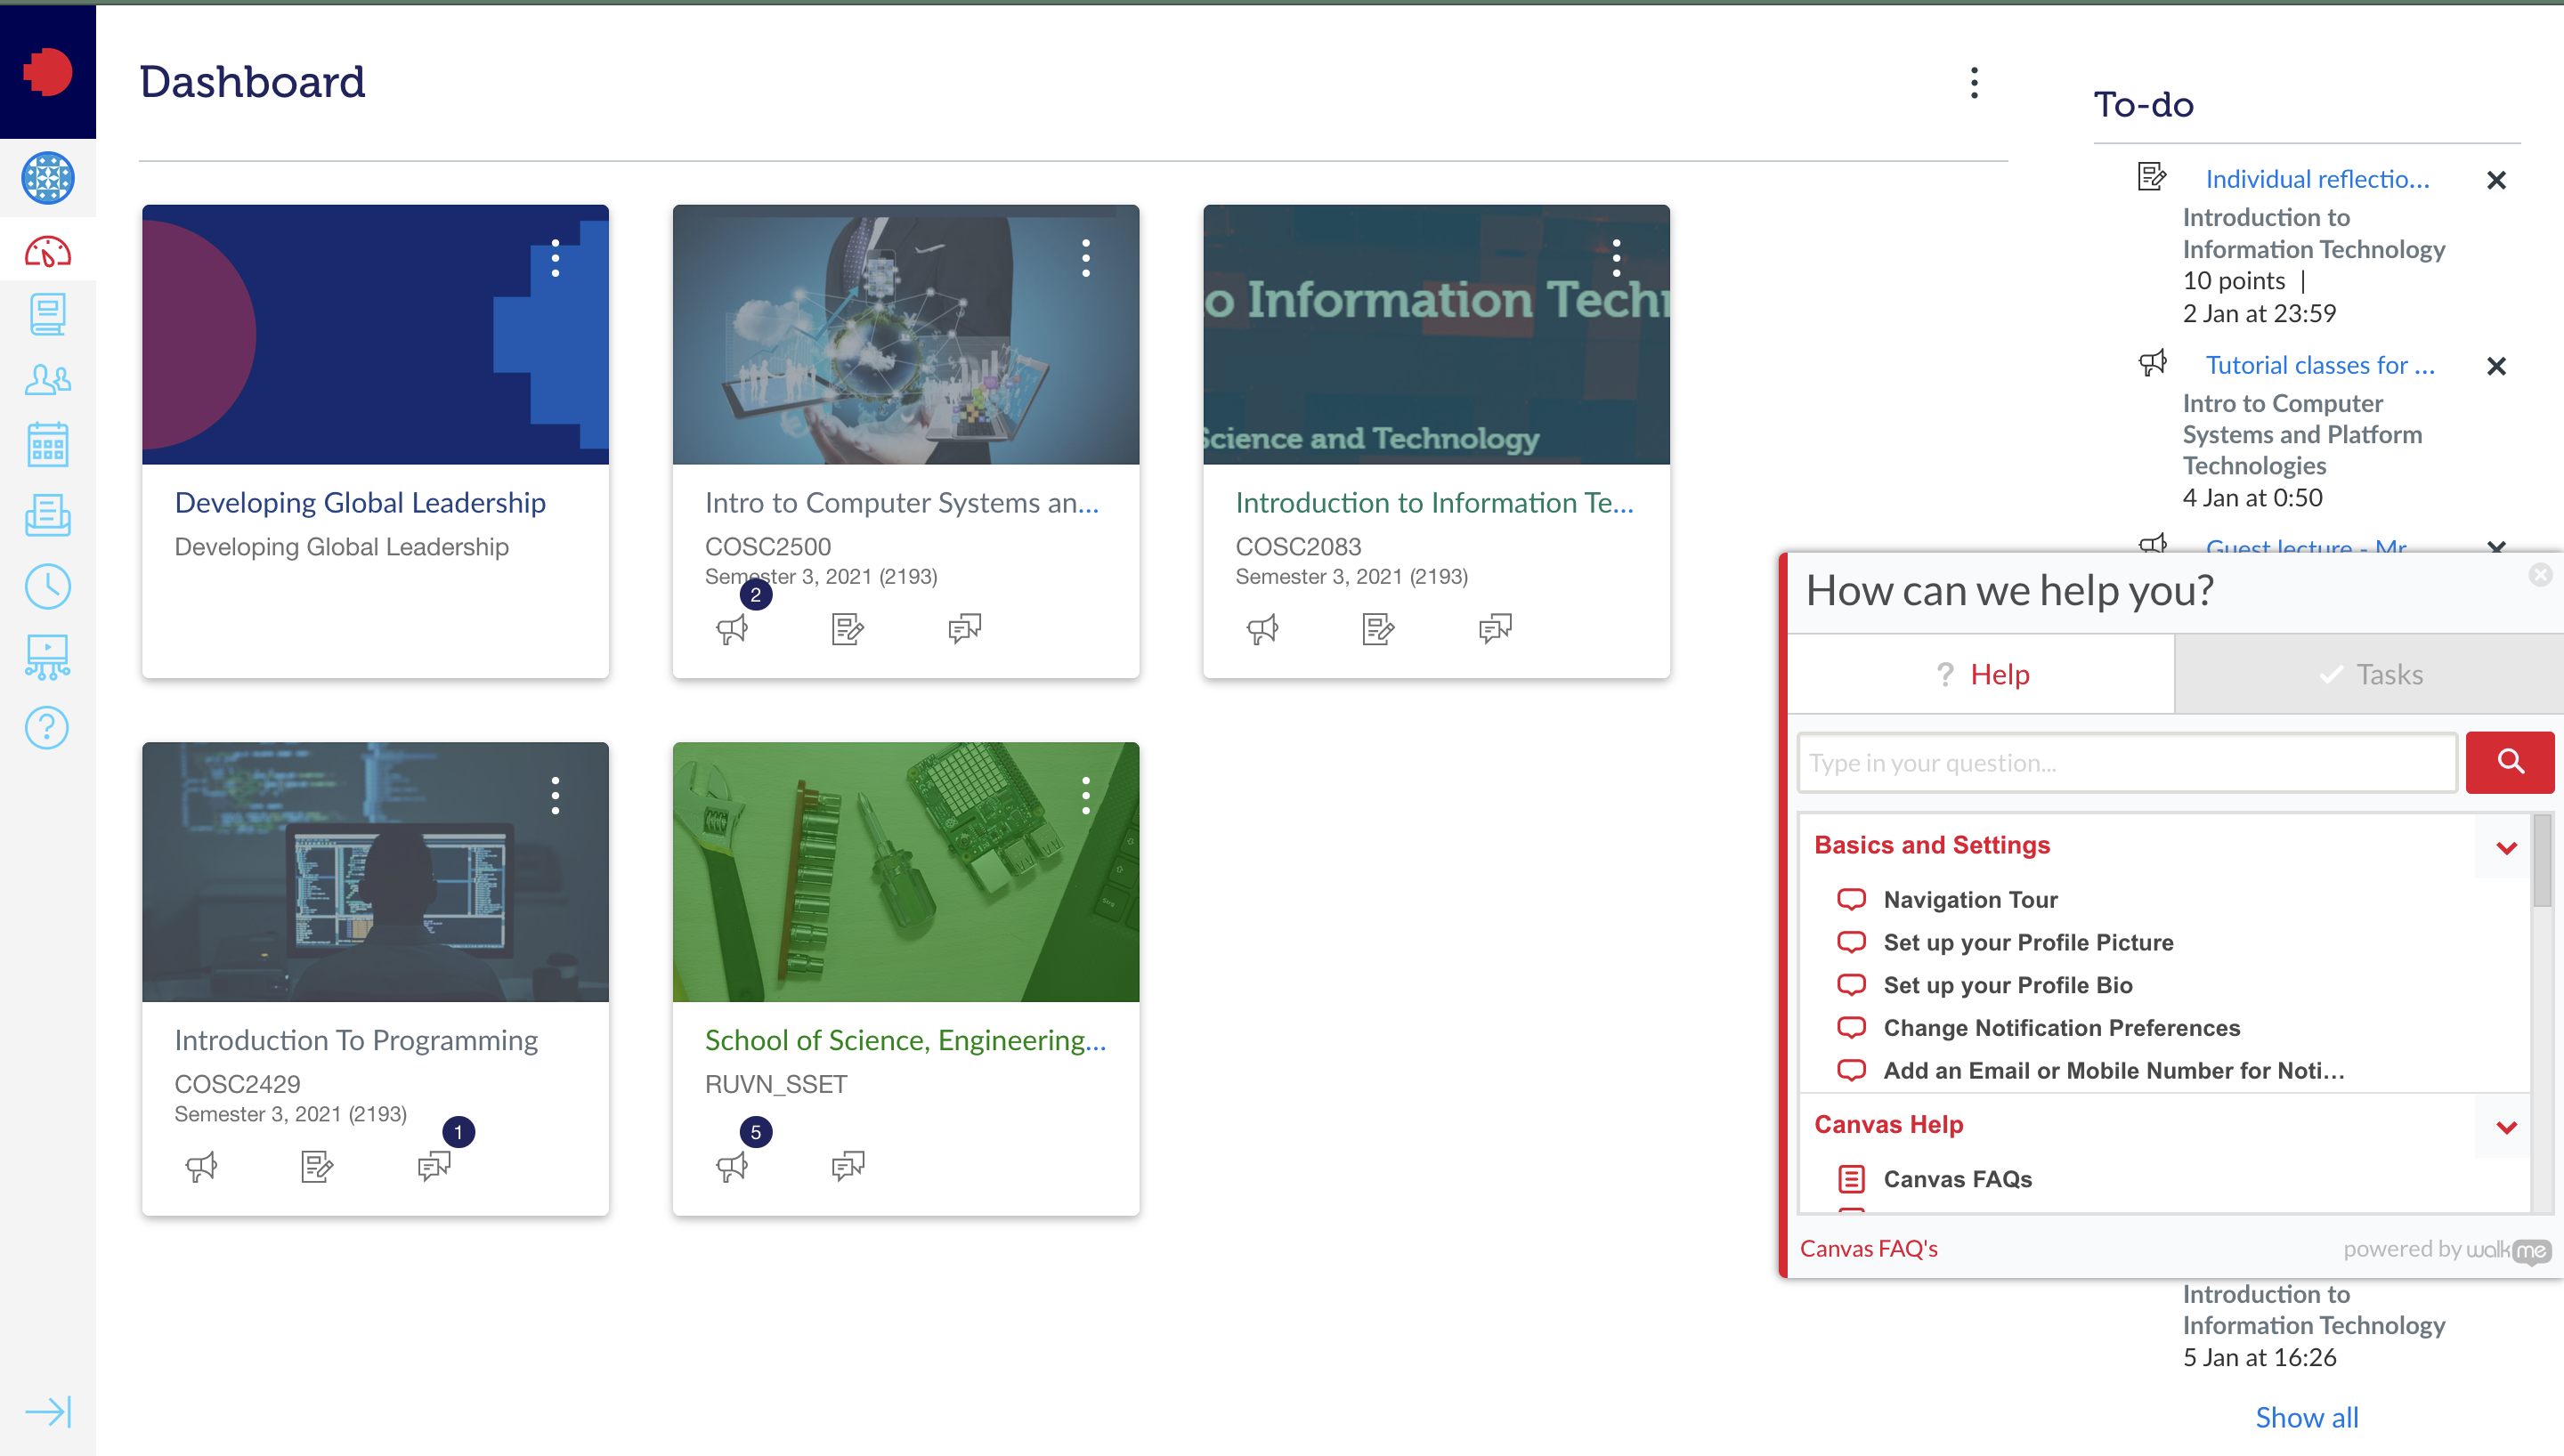 Dashboard
Developing Global Leadership
Developing Global Leadership
o Information Techn
Science and Technology
Intro to Computer Systems an...
COSC2500
Semester 3, 2021 (2193)
2
Introduction to Information Te...
COSC2083
Semester 3, 2021 (2193)
Introduction To Programming
COSC2429
Semester 3, 2021 (2193)
1
School of Science, Engineering...
RUVN_SSET
5
To-do
Individual reflectio...
Introduction to
Information Technology
10 points |
2 Jan at 23:59
Tutorial classes for ...
Intro to Computer
Systems and Platform
Technologies
4 Jan at 0:50
Guest lecture - Mr
How can we help you?
? Help
Tasks
Type in your question...
Basics and Settings
Navigation Tour
Set up your Profile Picture
Set up your Profile Bio
Change Notification Preferences
Add an Email or Mobile Number for Noti...
Canvas Help
Canvas FAQs
Canvas FAQ's
powered by walkme
Introduction to
Information Technology
5 Jan at 16:26
Show all